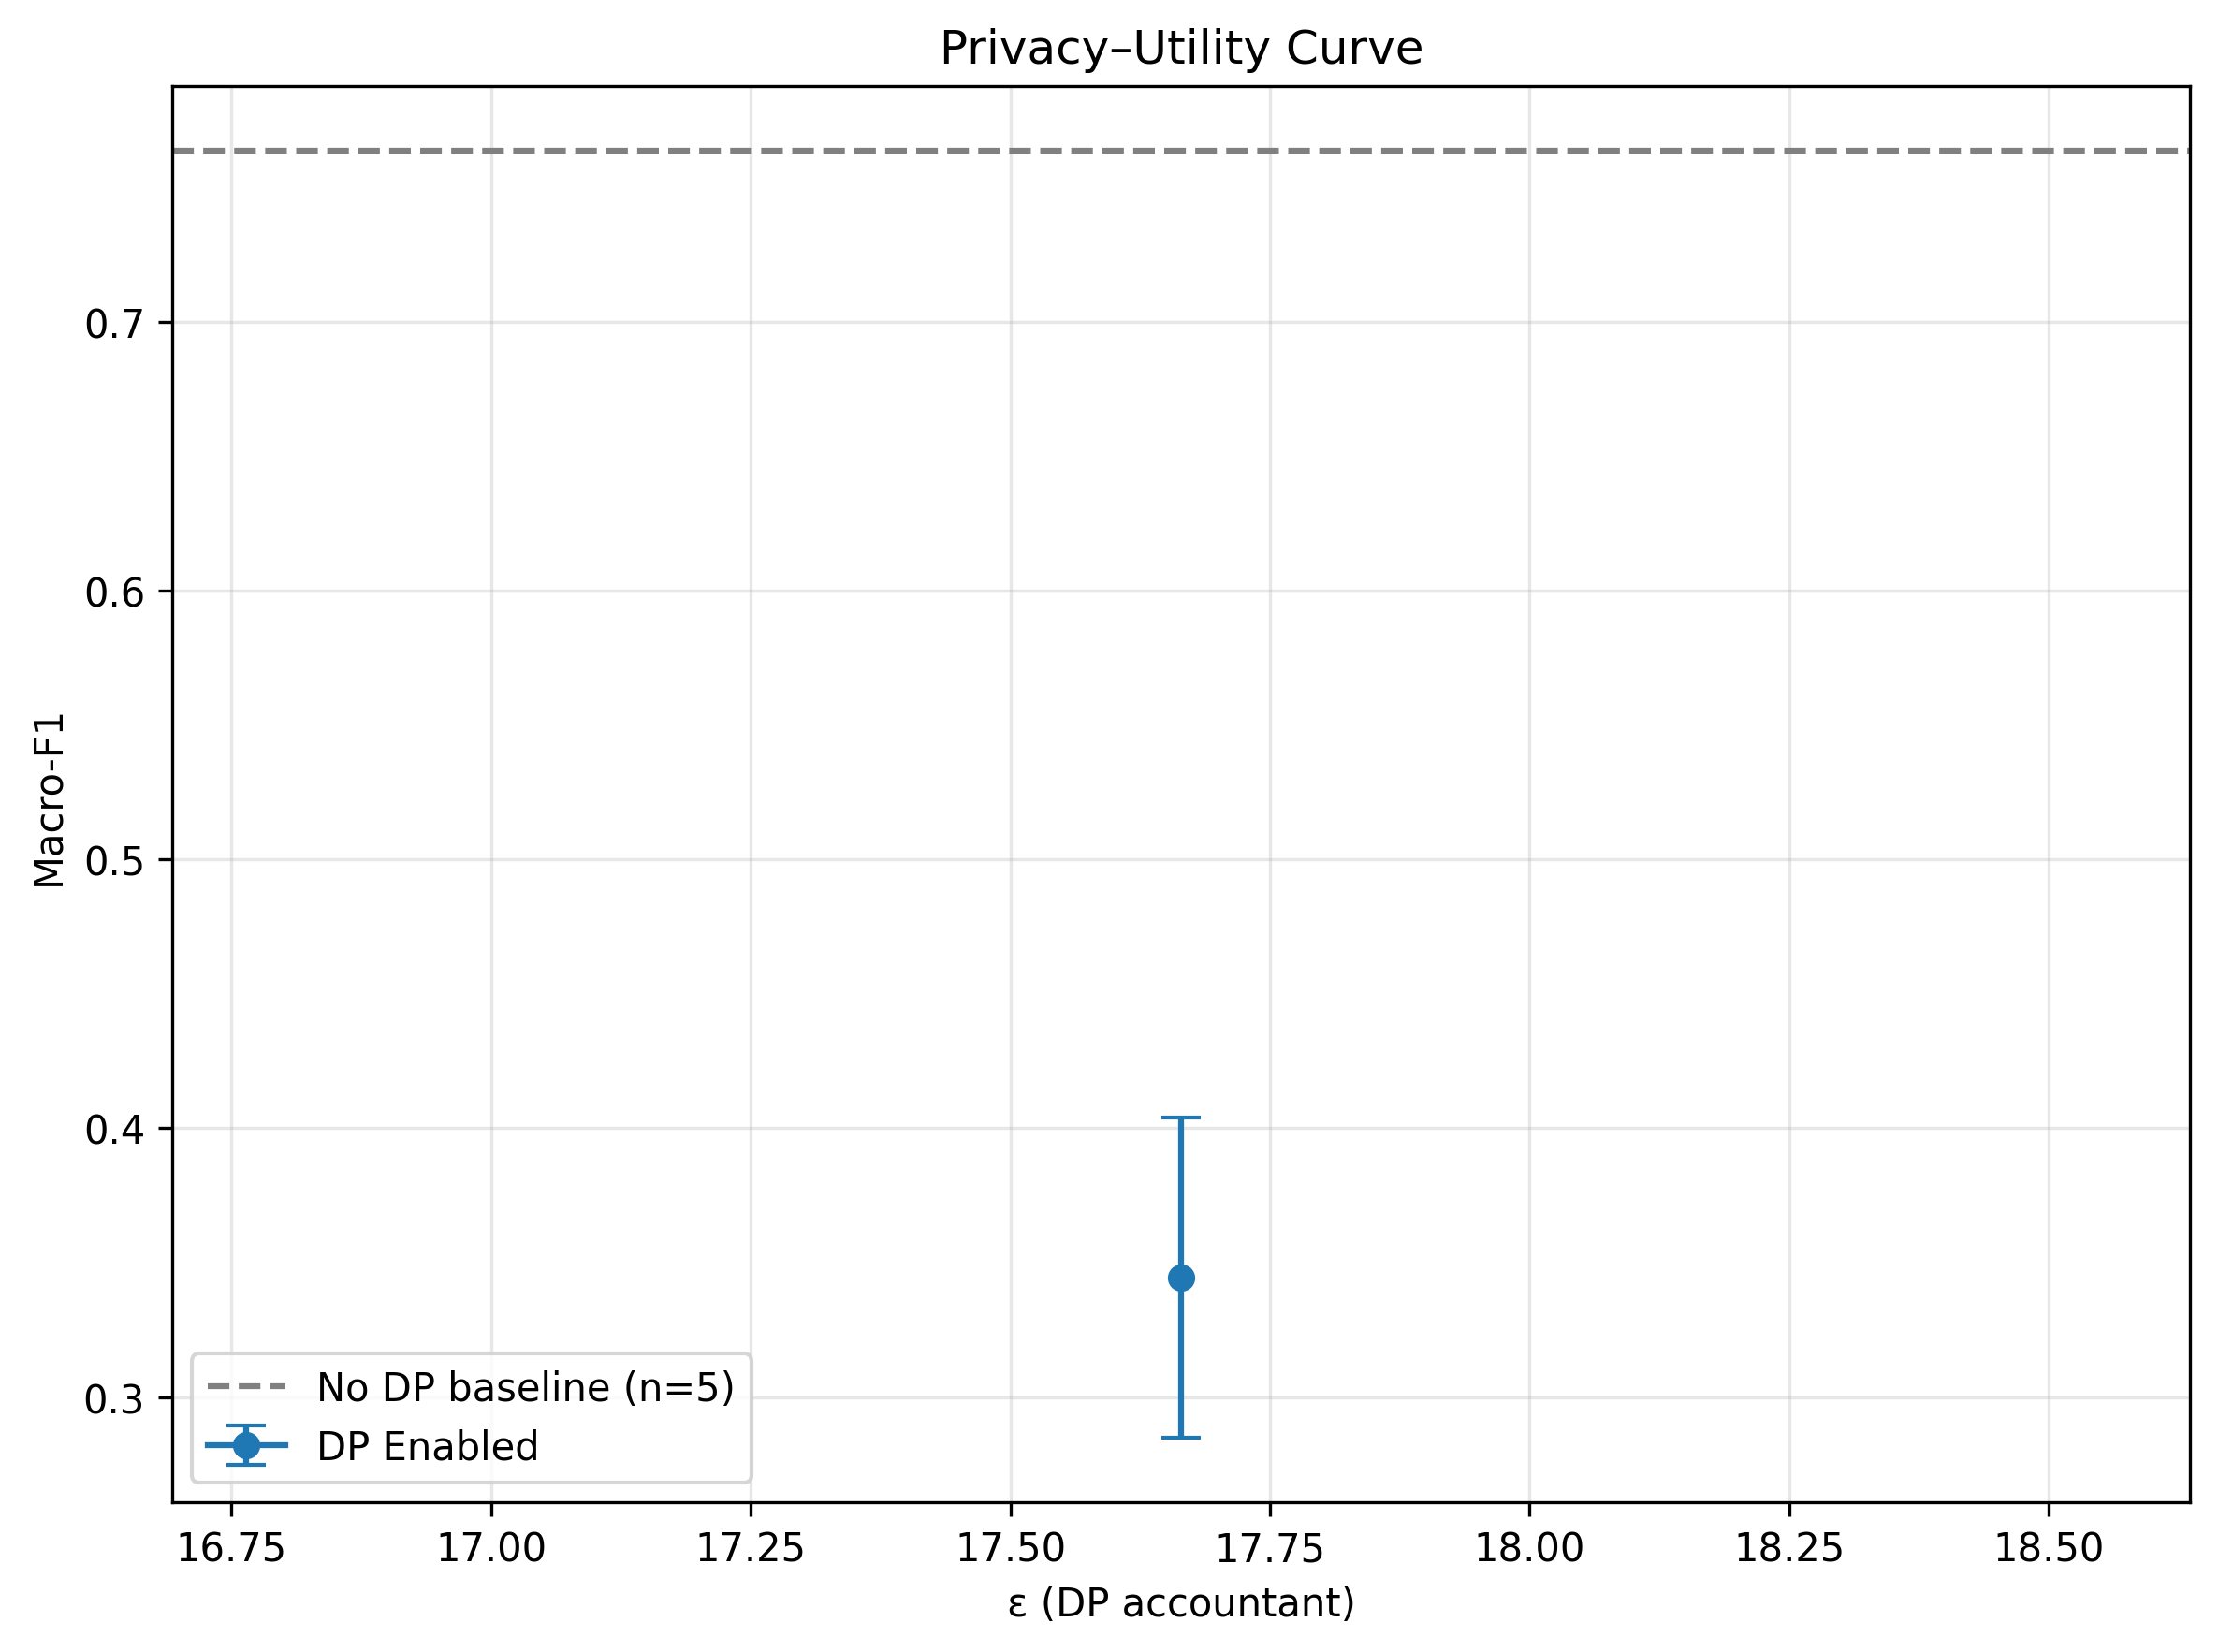 Privacy–Utility Curve
Macro-F1
0.7
0.6
0.5
0.4
0.3
No DP baseline (n=5)
DP Enabled
16.75 17.00 17.25 17.50 17.75 18.00 18.25 18.50
ε (DP accountant)